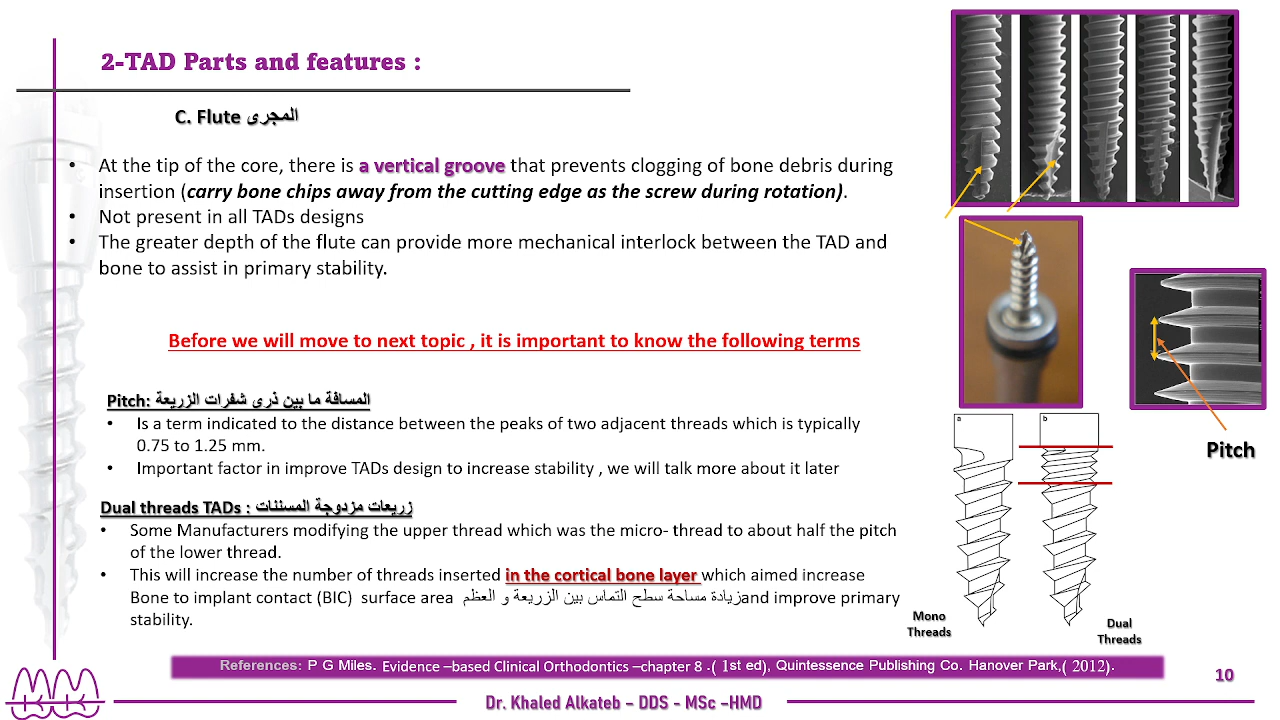 2-TAD Parts and features :
C. Flute المجرى
• At the tip of the core, there is a vertical groove that prevents clogging of bone debris during
insertion (carry bone chips away from the cutting edge as the screw during rotation).
• Not present in all TADs designs
• The greater depth of the flute can provide more mechanical interlock between the TAD and
bone to assist in primary stability.
Before we will move to next topic , it is important to know the following terms
Pitch: المسافة ما بين ذرى شفرات الزريعة
• Is a term indicated to the distance between the peaks of two adjacent threads which is typically
0.75 to 1.25 mm.
• Important factor in improve TADs design to increase stability , we will talk more about it later
Dual threads TADs : زريعات مزدوجة المسننات
• Some Manufacturers modifying the upper thread which was the micro- thread to about half the pitch
of the lower thread.
• This will increase the number of threads inserted in the cortical bone layer which aimed increase
Bone to implant contact (BIC) surface area زيادة مساحة سطح التماس بين الزريعة و العظم and improve primary
stability.
Pitch
a
b
Mono
Threads
Dual
Threads
References: P G Miles. Evidence –based Clinical Orthodontics –chapter 8 .( 1st ed), Quintessence Publishing Co. Hanover Park,( 2012).
10
Dr. Khaled Alkateb – DDS - MSc –HMD